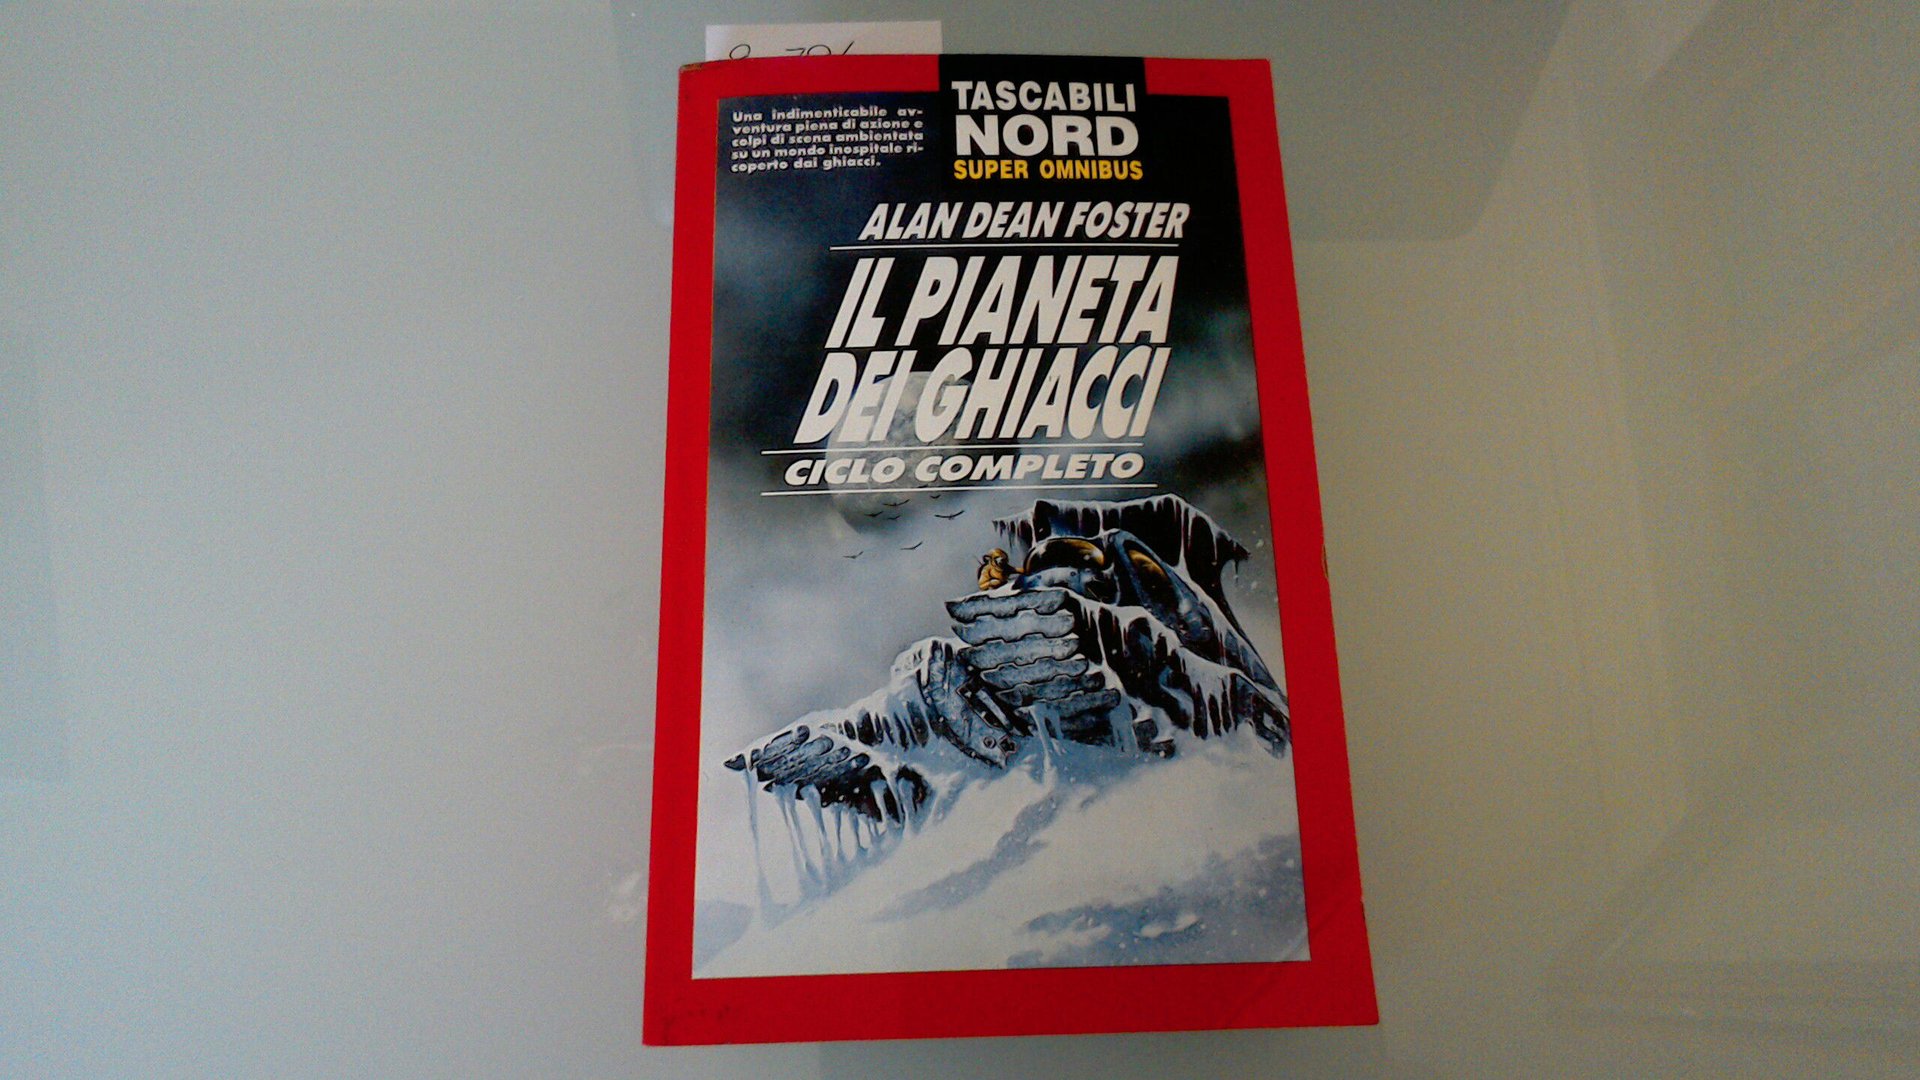 Una indimenticabile av-
ventura piena di azione e
colpi di scena ambientata
su un mondo inospitale ri-
coperto dai ghiacci.
TASCABILI
NORD
SUPER OMNIBUS
ALAN DEAN FOSTER
IL PIANETA
DEI GHIACCI
CICLO COMPLETO